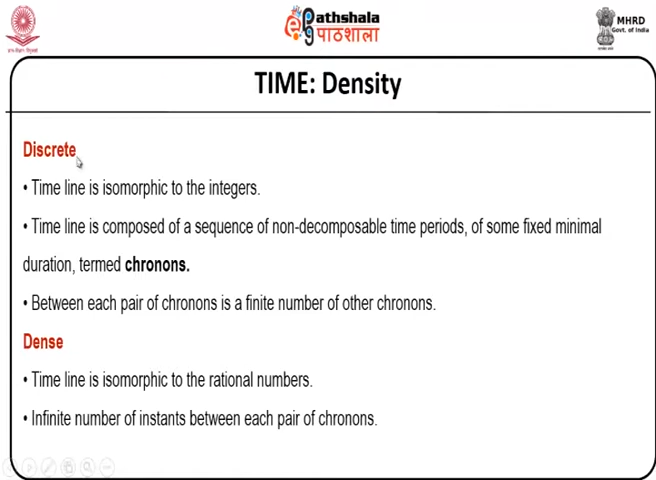 Pathshala
पाठशाला
MHRD
Govt. of India
TIME: Density
Discrete
• Time line is isomorphic to the integers.
• Time line is composed of a sequence of non-decomposable time periods, of some fixed minimal
duration, termed chronons.
• Between each pair of chronons is a finite number of other chronons.
Dense
• Time line is isomorphic to the rational numbers.
• Infinite number of instants between each pair of chronons.